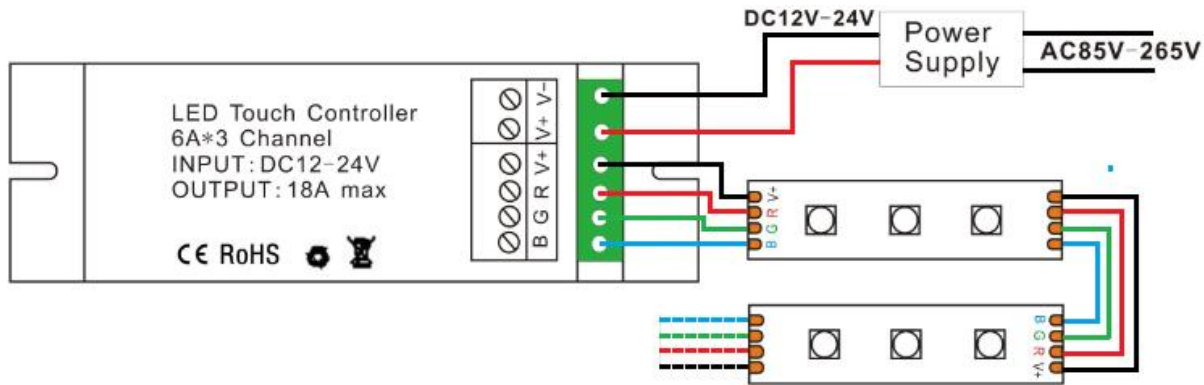 DC12V-24V
Power
Supply
AC85V-265V
LED Touch Controller
6A*3 Channel
INPUT:DC12-24V
OUTPUT:18A max
CE RoHS
V-
V+
V+
R
G
B
V+
R
G
B
B
G
R
V+